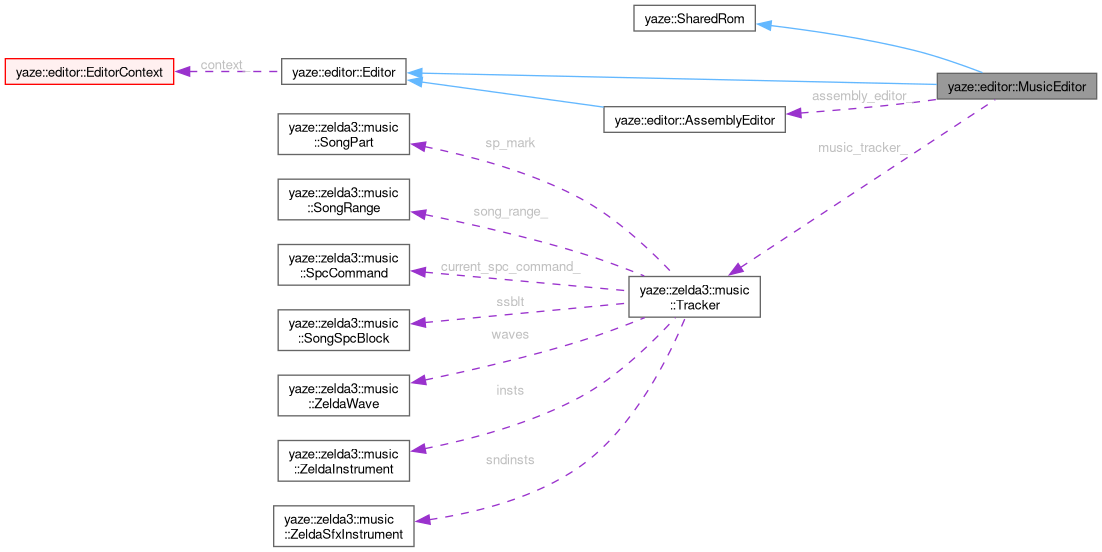 yaze::SharedRom
yaze::editor::EditorContext
context_
yaze::editor::Editor
yaze::editor::MusicEditor
assembly_editor_
yaze::editor::AssemblyEditor
music_tracker_
yaze::zelda3::music
::SongPart
sp_mark
yaze::zelda3::music
::SongRange
song_range_
yaze::zelda3::music
::SpcCommand
current_spc_command_
yaze::zelda3::music
::Tracker
yaze::zelda3::music
::SongSpcBlock
ssblt
yaze::zelda3::music
::ZeldaWave
waves
yaze::zelda3::music
::ZeldaInstrument
insts
yaze::zelda3::music
::ZeldaSfxInstrument
sndinsts